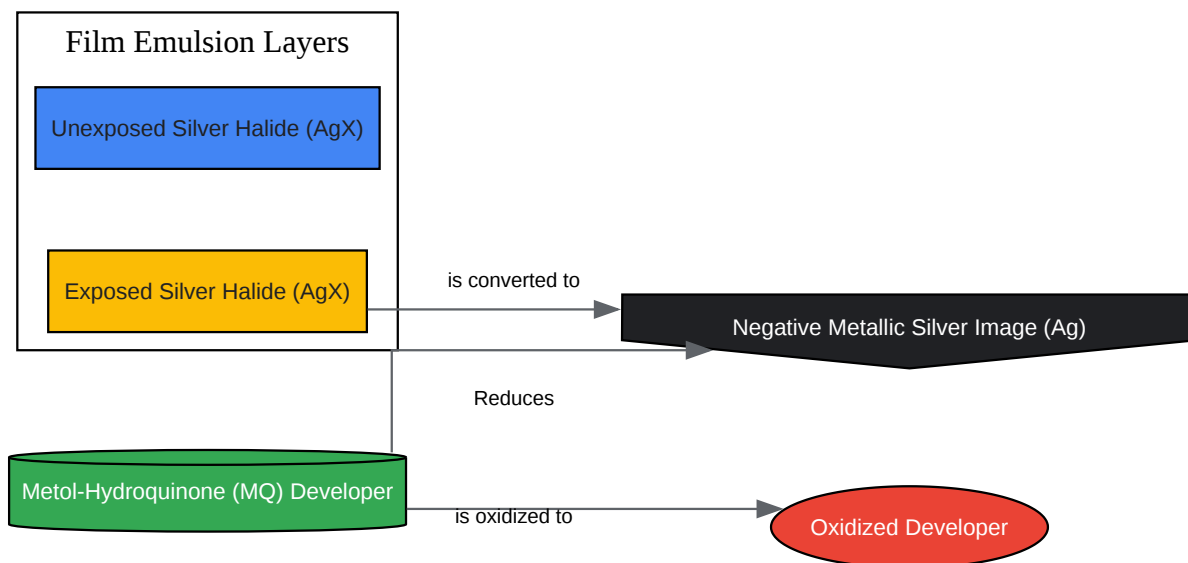 Film Emulsion Layers
Unexposed Silver Halide (AgX)
Exposed Silver Halide (AgX)
is converted to
Negative Metallic Silver Image (Ag)
Reduces
Metol-Hydroquinone (MQ) Developer
is oxidized to
Oxidized Developer